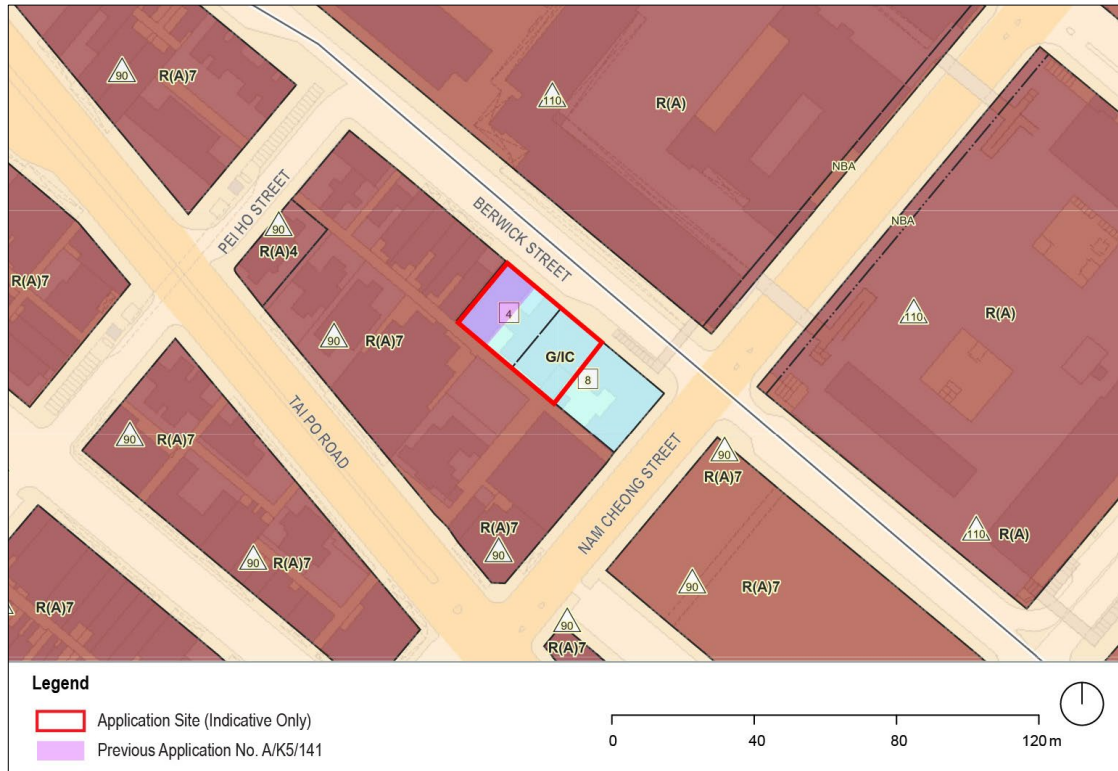 90 R(A)7
110 R(A)
NBA
NBA
PEI HO STREET
BERWICK STREET
90
R(A)4
R(A)7
4
G/IC
8
90 R(A)7
110 R(A)
TAI PO ROAD
90 R(A)7
NAM CHEONG STREET
90
R(A)7
R(A)7
90
90 R(A)7
110 R(A)
90 R(A)7
R(A)7
90
R(A)7
Legend
Application Site (Indicative Only)
Previous Application No. A/K5/141
0 40 80 120 m